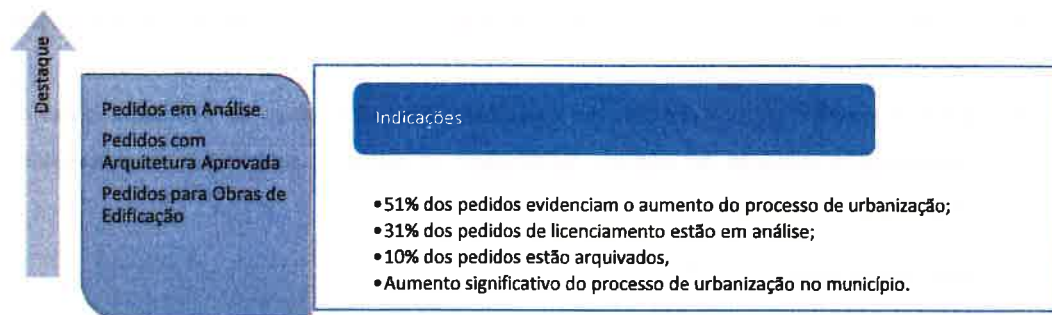 Destaque
Pedidos em Análise
Pedidos com
Arquitetura Aprovada
Pedidos para Obras de
Edificação
Indicações
•51% dos pedidos evidenciam o aumento do processo de urbanização;
•31% dos pedidos de licenciamento estão em análise;
•10% dos pedidos estão arquivados,
•Aumento significativo do processo de urbanização no município.